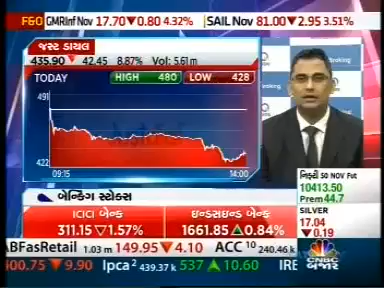 F&O GMRInf Nov 17.70▼0.80 4.32% SAIL Nov 81.00▼2.95 3.51%
જસ્ટ ડાયલ
435.90 ▼ 42.45 8.87% Vol: 5.61 m
TODAY HIGH 480 LOW 428
491
422
09:15 14:00
નિફ્ટી 50 NOV Fut
10413.50
Prem 44.7
SILVER
17.04
▼0.19
બેન્કિંગ સ્ટોક્સ
ICICI બેન્ક
311.15▽1.57%
ઇન્ડસઇન્ડ બેન્ક
1661.85△0.84%
ABFasRetail 1.03 m 149.95▼4.10 ACC 10 240.46 k
900.75▼9.90 Ipca 2 439.37 k 537▲10.60 IRE
CNBC
બજાર